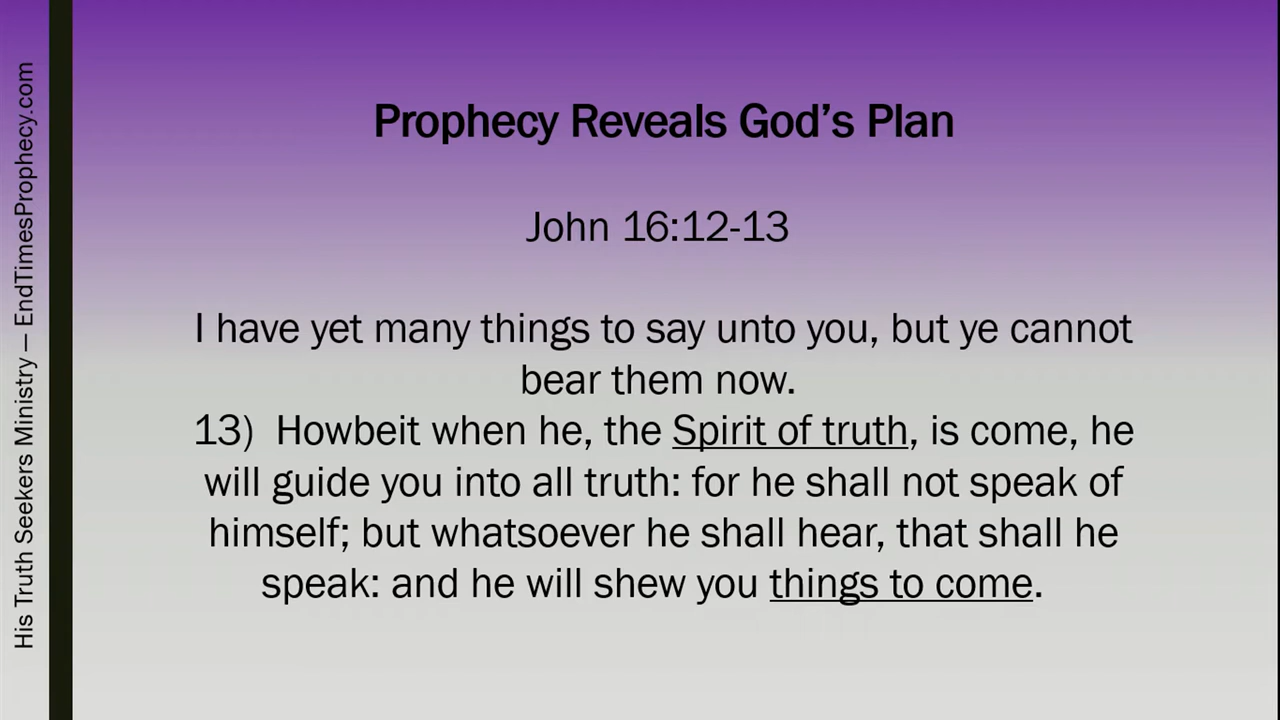 His Truth Seekers Ministry — EndTimesProphecy.com
Prophecy Reveals God’s Plan
John 16:12-13
I have yet many things to say unto you, but ye cannot
bear them now.
13)  Howbeit when he, the Spirit of truth, is come, he
will guide you into all truth: for he shall not speak of
himself; but whatsoever he shall hear, that shall he
speak: and he will shew you things to come.